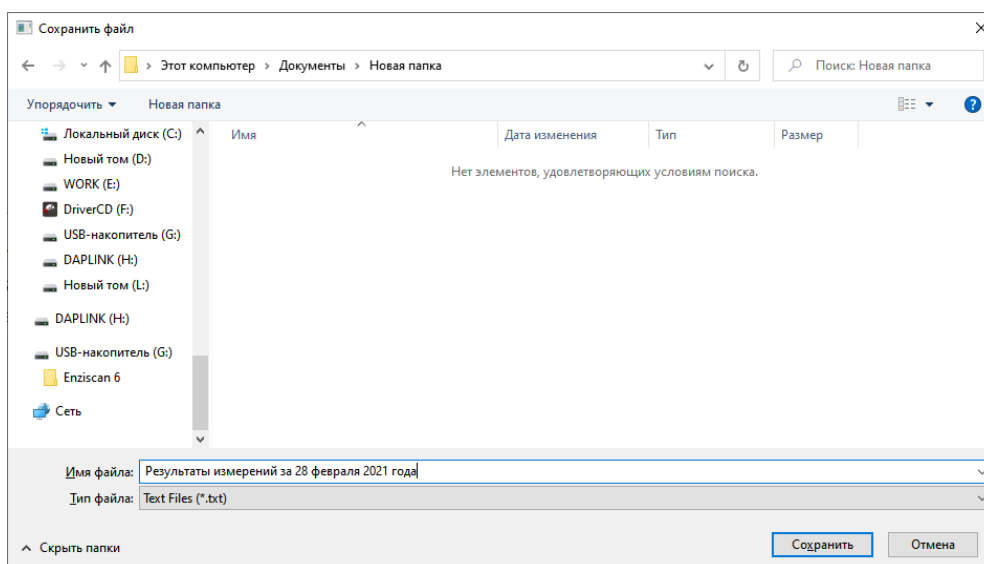 Сохранить файл
Этот компьютер › Документы › Новая папка
Поиск: Новая папка
Упорядочить Новая папка
?
Имя Дата изменения Тип Размер
Нет элементов, удовлетворяющих условиям поиска.
Локальный диск (C:)
Новый том (D:)
WORK (E:)
DriverCD (F:)
USB-накопитель (G:)
DAPLINK (H:)
Новый том (L:)
DAPLINK (H:)
USB-накопитель (G:)
Enziscan 6
Сеть
Имя файла: Результаты измерений за 28 февраля 2021 года
Тип файла: Text Files (*.txt)
Скрыть папки
Сохранить Отмена